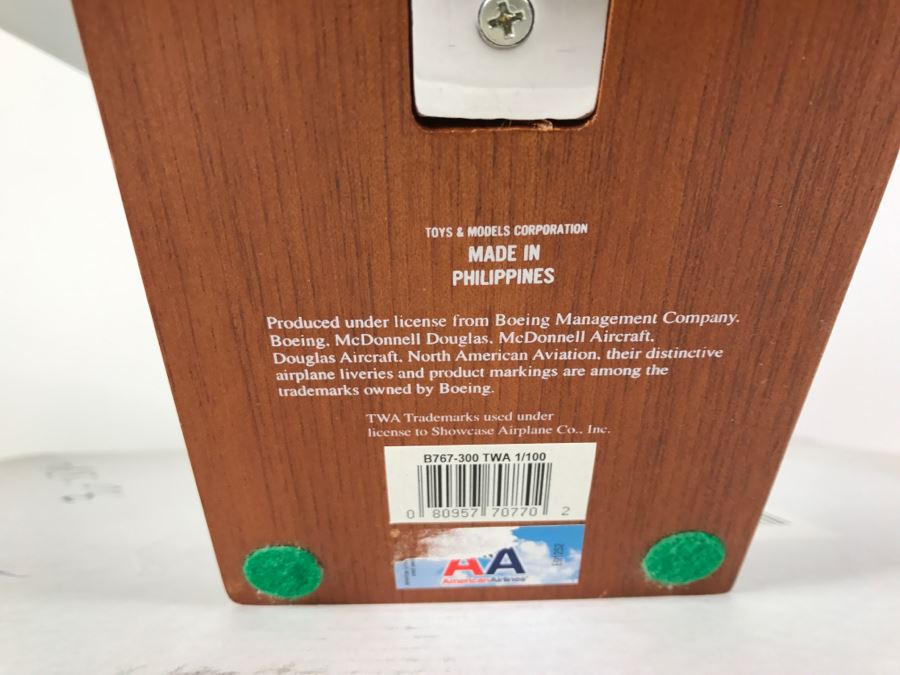 TOYS & MODELS CORPORATION
MADE IN
PHILIPPINES
Produced under license from Boeing Management Company.
Boeing, McDonnell Douglas, McDonnell Aircraft,
Douglas Aircraft, North American Aviation, their distinctive
airplane liveries and product markings are among the
trademarks owned by Boeing.
TWA Trademarks used under
license to Showcase Airplane Co., Inc.
B767-300 TWA 1/100
0 80957 70770 2
AA
AmericanAirlines